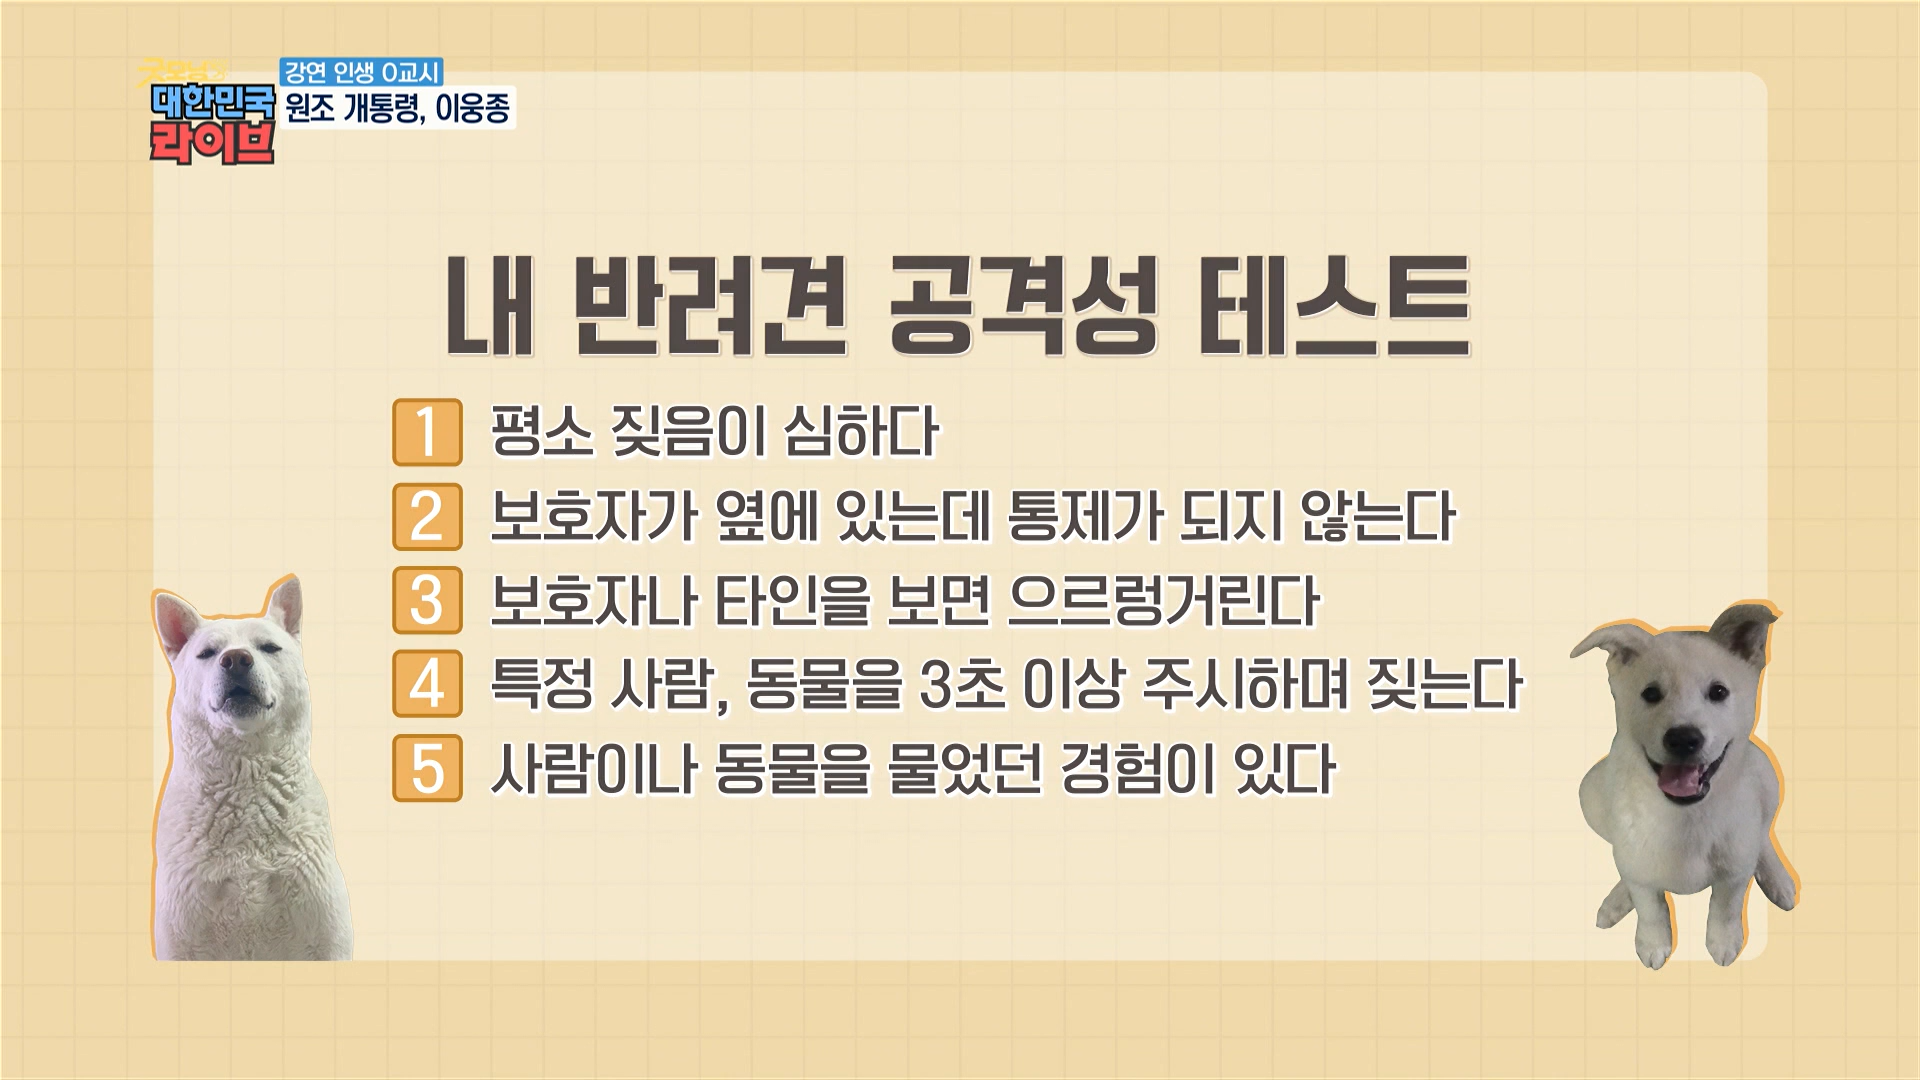 굿모닝
대한민국
라이브
강연 인생 0교시
원조 개통령, 이웅종
내 반려견 공격성 테스트
1 평소 짖음이 심하다
2 보호자가 옆에 있는데 통제가 되지 않는다
3 보호자나 타인을 보면 으르렁거린다
4 특정 사람, 동물을 3초 이상 주시하며 짖는다
5 사람이나 동물을 물었던 경험이 있다